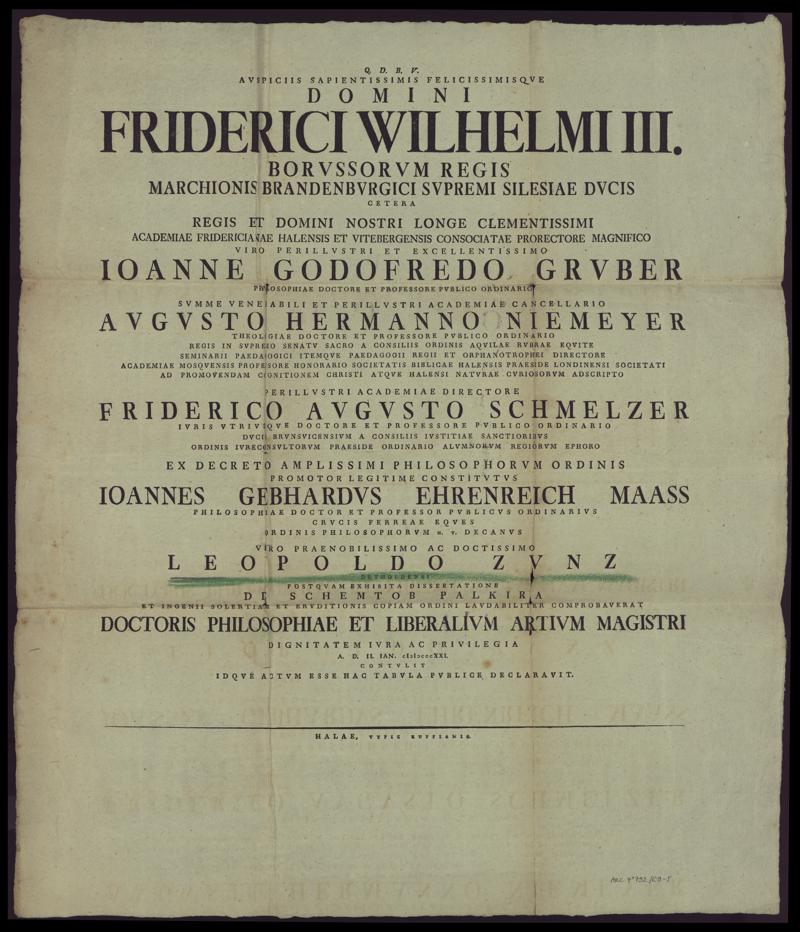 Q. D. B. V.
AVSPICIIS SAPIENTISSIMIS FELICISSIMISQVE
DOMINI
FRIDERICI WILHELMI III.
BORVSSORVM REGIS
MARCHIONIS BRANDENBVRGICI SVPREMI SILESIAE DVCIS
CETERA
REGIS ET DOMINI NOSTRI LONGE CLEMENTISSIMI
ACADEMIAE FRIDERICIANAE HALENSIS ET VITEBERGENSIS CONSOCIATAE PRORECTORE MAGNIFICO
VIRO PERILLVSTRI ET EXCELLENTISSIMO
IOANNE GODOFREDO GRVBER
PHILOSOPHIAE DOCTORE ET PROFESSORE PVBLICO ORDINARIO
SVMME VENERABILI ET PERILLVSTRI ACADEMIAE CANCELLARIO
AVGVSTO HERMANNO NIEMEYER
THEOLOGIAE DOCTORE ET PROFESSORE PVBLICO ORDINARIO
REGIS IN SVPREMO SENATV SACRO A CONSILIIS ORDINIS AQVILAE RVBRAE EQVITE
SEMINARII PAEDAGOGICI ITEMQVE PAEDAGOGII REGII ET ORPHANOTROPHEI DIRECTORE
ACADEMIAE MOSQVENSIS PROFESSORE HONORARIO SOCIETATIS BIBLICAE HALENSIS PRAESIDE LONDINENSI SOCIETATI
AD PROMOVENDAM COGNITIONEM CHRISTI ATQVE HALENSI NATVRAE CVRIOSORVM ADSCRIPTO
PERILLVSTRI ACADEMIAE DIRECTORE
FRIDERICO AVGVSTO SCHMELZER
IVRIS VTRIVSQVE DOCTORE ET PROFESSORE PVBLICO ORDINARIO
DVCIS BRVNSVICENSIVM A CONSILIIS IVSTITIAE SANCTIORIBVS
ORDINIS IVRECONSVLTORVM PRAESIDE ORDINARIO ALVMNORVM REGIORVM EPHORO
EX DECRETO AMPLISSIMI PHILOSOPHORVM ORDINIS
PROMOTOR LEGITIME CONSTITVTVS
IOANNES GEBHARDVS EHRENREICH MAASS
PHILOSOPHIAE DOCTOR ET PROFESSOR PVBLICVS ORDINARIVS
CRVCIS FERREAE EQVES
ORDINIS PHILOSOPHORVM H. T. DECANVS
VIRO PRAENOBILISSIMO AC DOCTISSIMO
LEOPOLDO ZVNZ
DETMOLDENSI
POSTQVAM EXHIBITA DISSERTATIONE
DE SCHEMTOB PALKIRA
ET INGENII SOLERTIAM ET ERVDITIONIS COPIAM ORDINI LAVDABILITER COMPROBAVERAT
DOCTORIS PHILOSOPHIAE ET LIBERALIVM ARTIVM MAGISTRI
DIGNITATEM IVRA AC PRIVILEGIA
A. D. II. IAN. cIɔIɔcccXXI.
CONTVLIT
IDQVE ACTVM ESSE HAC TABVLA PVBLICE DECLARAVIT.
HALAE, TYPIS RVFFIANIS.
ARC. 4° 792/